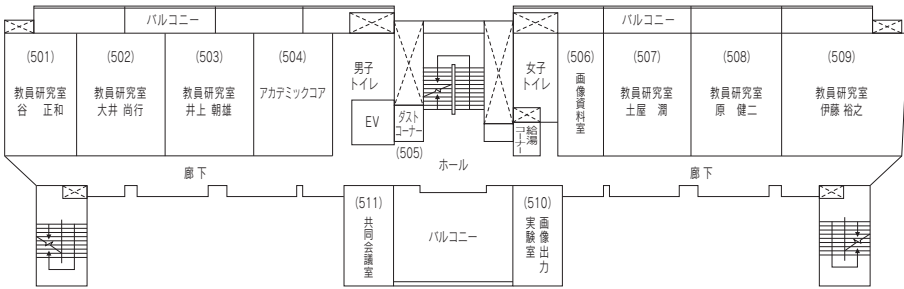 バルコニー
バルコニー
(501)
教員研究室
谷 正和
(502)
教員研究室
大井 尚行
(503)
教員研究室
井上 朝雄
(504)
アカデミックコア
男子
トイレ
EV
ダスト
コーナー
(505)
女子
トイレ
給湯
コーナー
(506)
画像資料室
(507)
教員研究室
土屋 潤
(508)
教員研究室
原 健二
(509)
教員研究室
伊藤 裕之
廊下
ホール
廊下
(511)
共同会議室
バルコニー
(510)
画像出力
実験室